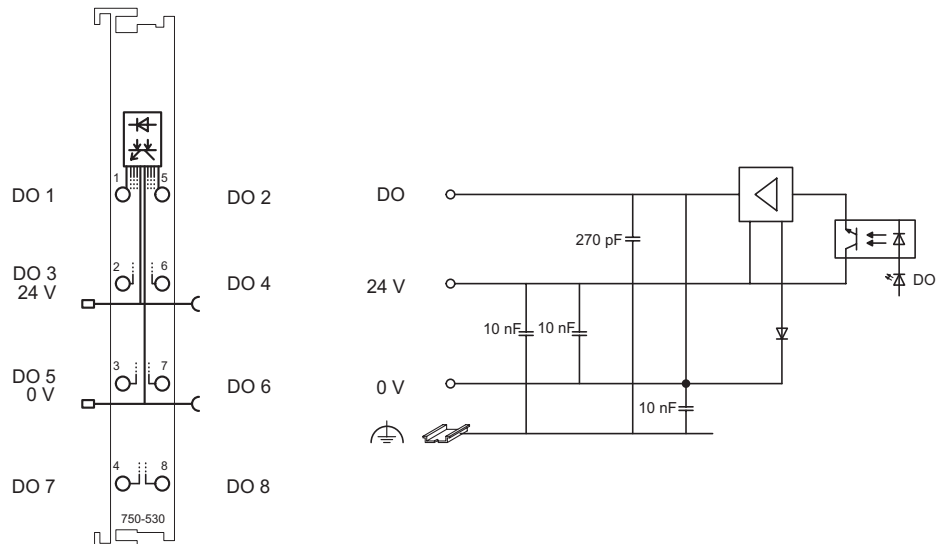 1
5
DO 1
DO 2
2
6
DO 3
24 V
DO 4
3
7
DO 5
0 V
DO 6
4
8
DO 7
DO 8
750-530
DO
270 pF
DO
24 V
10 nF
10 nF
0 V
10 nF